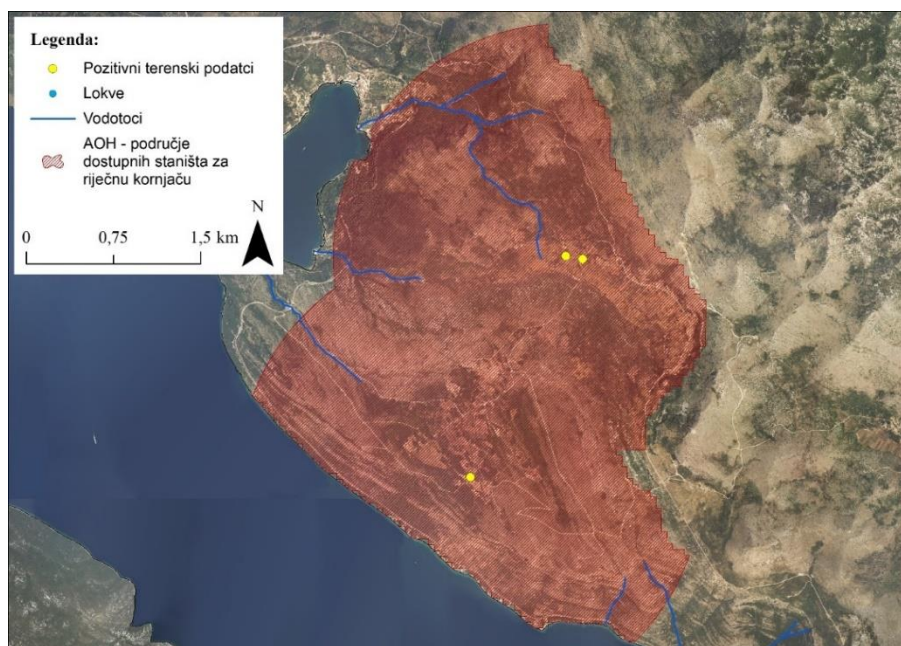 Legenda:
Pozitivni terenski podatci
Lokve
Vodotoci
AOH - područje
dostupnih staništa za
riječnu kornjaču
N
0 0,75 1,5 km